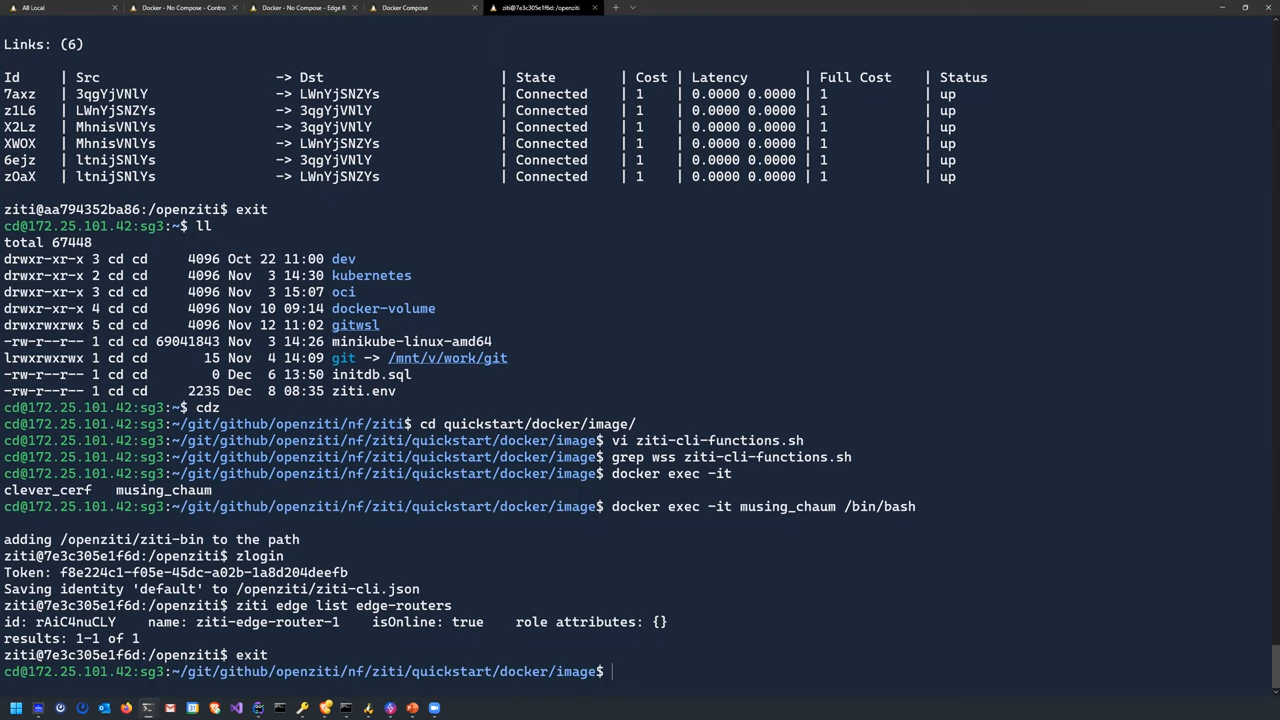 All Local
Docker - No Compose - Contro
Docker - No Compose - Edge R
Docker Compose
ziti@7e3c305e1f6d: /openziti
Links: (6)
Id | Src -> Dst | State | Cost | Latency | Full Cost | Status
7axz | 3qgYjVNlY -> LWnYjSNZYs | Connected | 1 | 0.0000 0.0000 | 1 | up
z1L6 | LWnYjSNZYs -> 3qgYjVNlY | Connected | 1 | 0.0000 0.0000 | 1 | up
X2Lz | MhnisVNlYs -> 3qgYjVNlY | Connected | 1 | 0.0000 0.0000 | 1 | up
XWOX | MhnisVNlYs -> LWnYjSNZYs | Connected | 1 | 0.0000 0.0000 | 1 | up
6ejz | ltnijSNlYs -> 3qgYjVNlY | Connected | 1 | 0.0000 0.0000 | 1 | up
zOaX | ltnijSNlYs -> LWnYjSNZYs | Connected | 1 | 0.0000 0.0000 | 1 | up
ziti@aa794352ba86:/openziti$ exit
cd@172.25.101.42:sg3:~$ ll
total 67448
drwxr-xr-x 3 cd cd 4096 Oct 22 11:00 dev
drwxr-xr-x 2 cd cd 4096 Nov 3 14:30 kubernetes
drwxr-xr-x 3 cd cd 4096 Nov 3 15:07 oci
drwxr-xr-x 4 cd cd 4096 Nov 10 09:14 docker-volume
drwxrwxrwx 5 cd cd 4096 Nov 12 11:02 gitwsl
-rw-r--r-- 1 cd cd 69041843 Nov 3 14:26 minikube-linux-amd64
lrwxrwxrwx 1 cd cd 15 Nov 4 14:09 git -> /mnt/v/work/git
-rw-r--r-- 1 cd cd 0 Dec 6 13:50 initdb.sql
-rw-r--r-- 1 cd cd 2235 Dec 8 08:35 ziti.env
cd@172.25.101.42:sg3:~$ cdz
cd@172.25.101.42:sg3:~/git/github/openziti/nf/ziti$ cd quickstart/docker/image/
cd@172.25.101.42:sg3:~/git/github/openziti/nf/ziti/quickstart/docker/image$ vi ziti-cli-functions.sh
cd@172.25.101.42:sg3:~/git/github/openziti/nf/ziti/quickstart/docker/image$ grep wss ziti-cli-functions.sh
cd@172.25.101.42:sg3:~/git/github/openziti/nf/ziti/quickstart/docker/image$ docker exec -it
clever_cerf musing_chaum
cd@172.25.101.42:sg3:~/git/github/openziti/nf/ziti/quickstart/docker/image$ docker exec -it musing_chaum /bin/bash
adding /openziti/ziti-bin to the path
ziti@7e3c305e1f6d:/openziti$ zlogin
Token: f8e224c1-f05e-45dc-a02b-1a8d204deefb
Saving identity 'default' to /openziti/ziti-cli.json
ziti@7e3c305e1f6d:/openziti$ ziti edge list edge-routers
id: rAiC4nuCLY name: ziti-edge-router-1 isOnline: true role attributes: {}
results: 1-1 of 1
ziti@7e3c305e1f6d:/openziti$ exit
cd@172.25.101.42:sg3:~/git/github/openziti/nf/ziti/quickstart/docker/image$